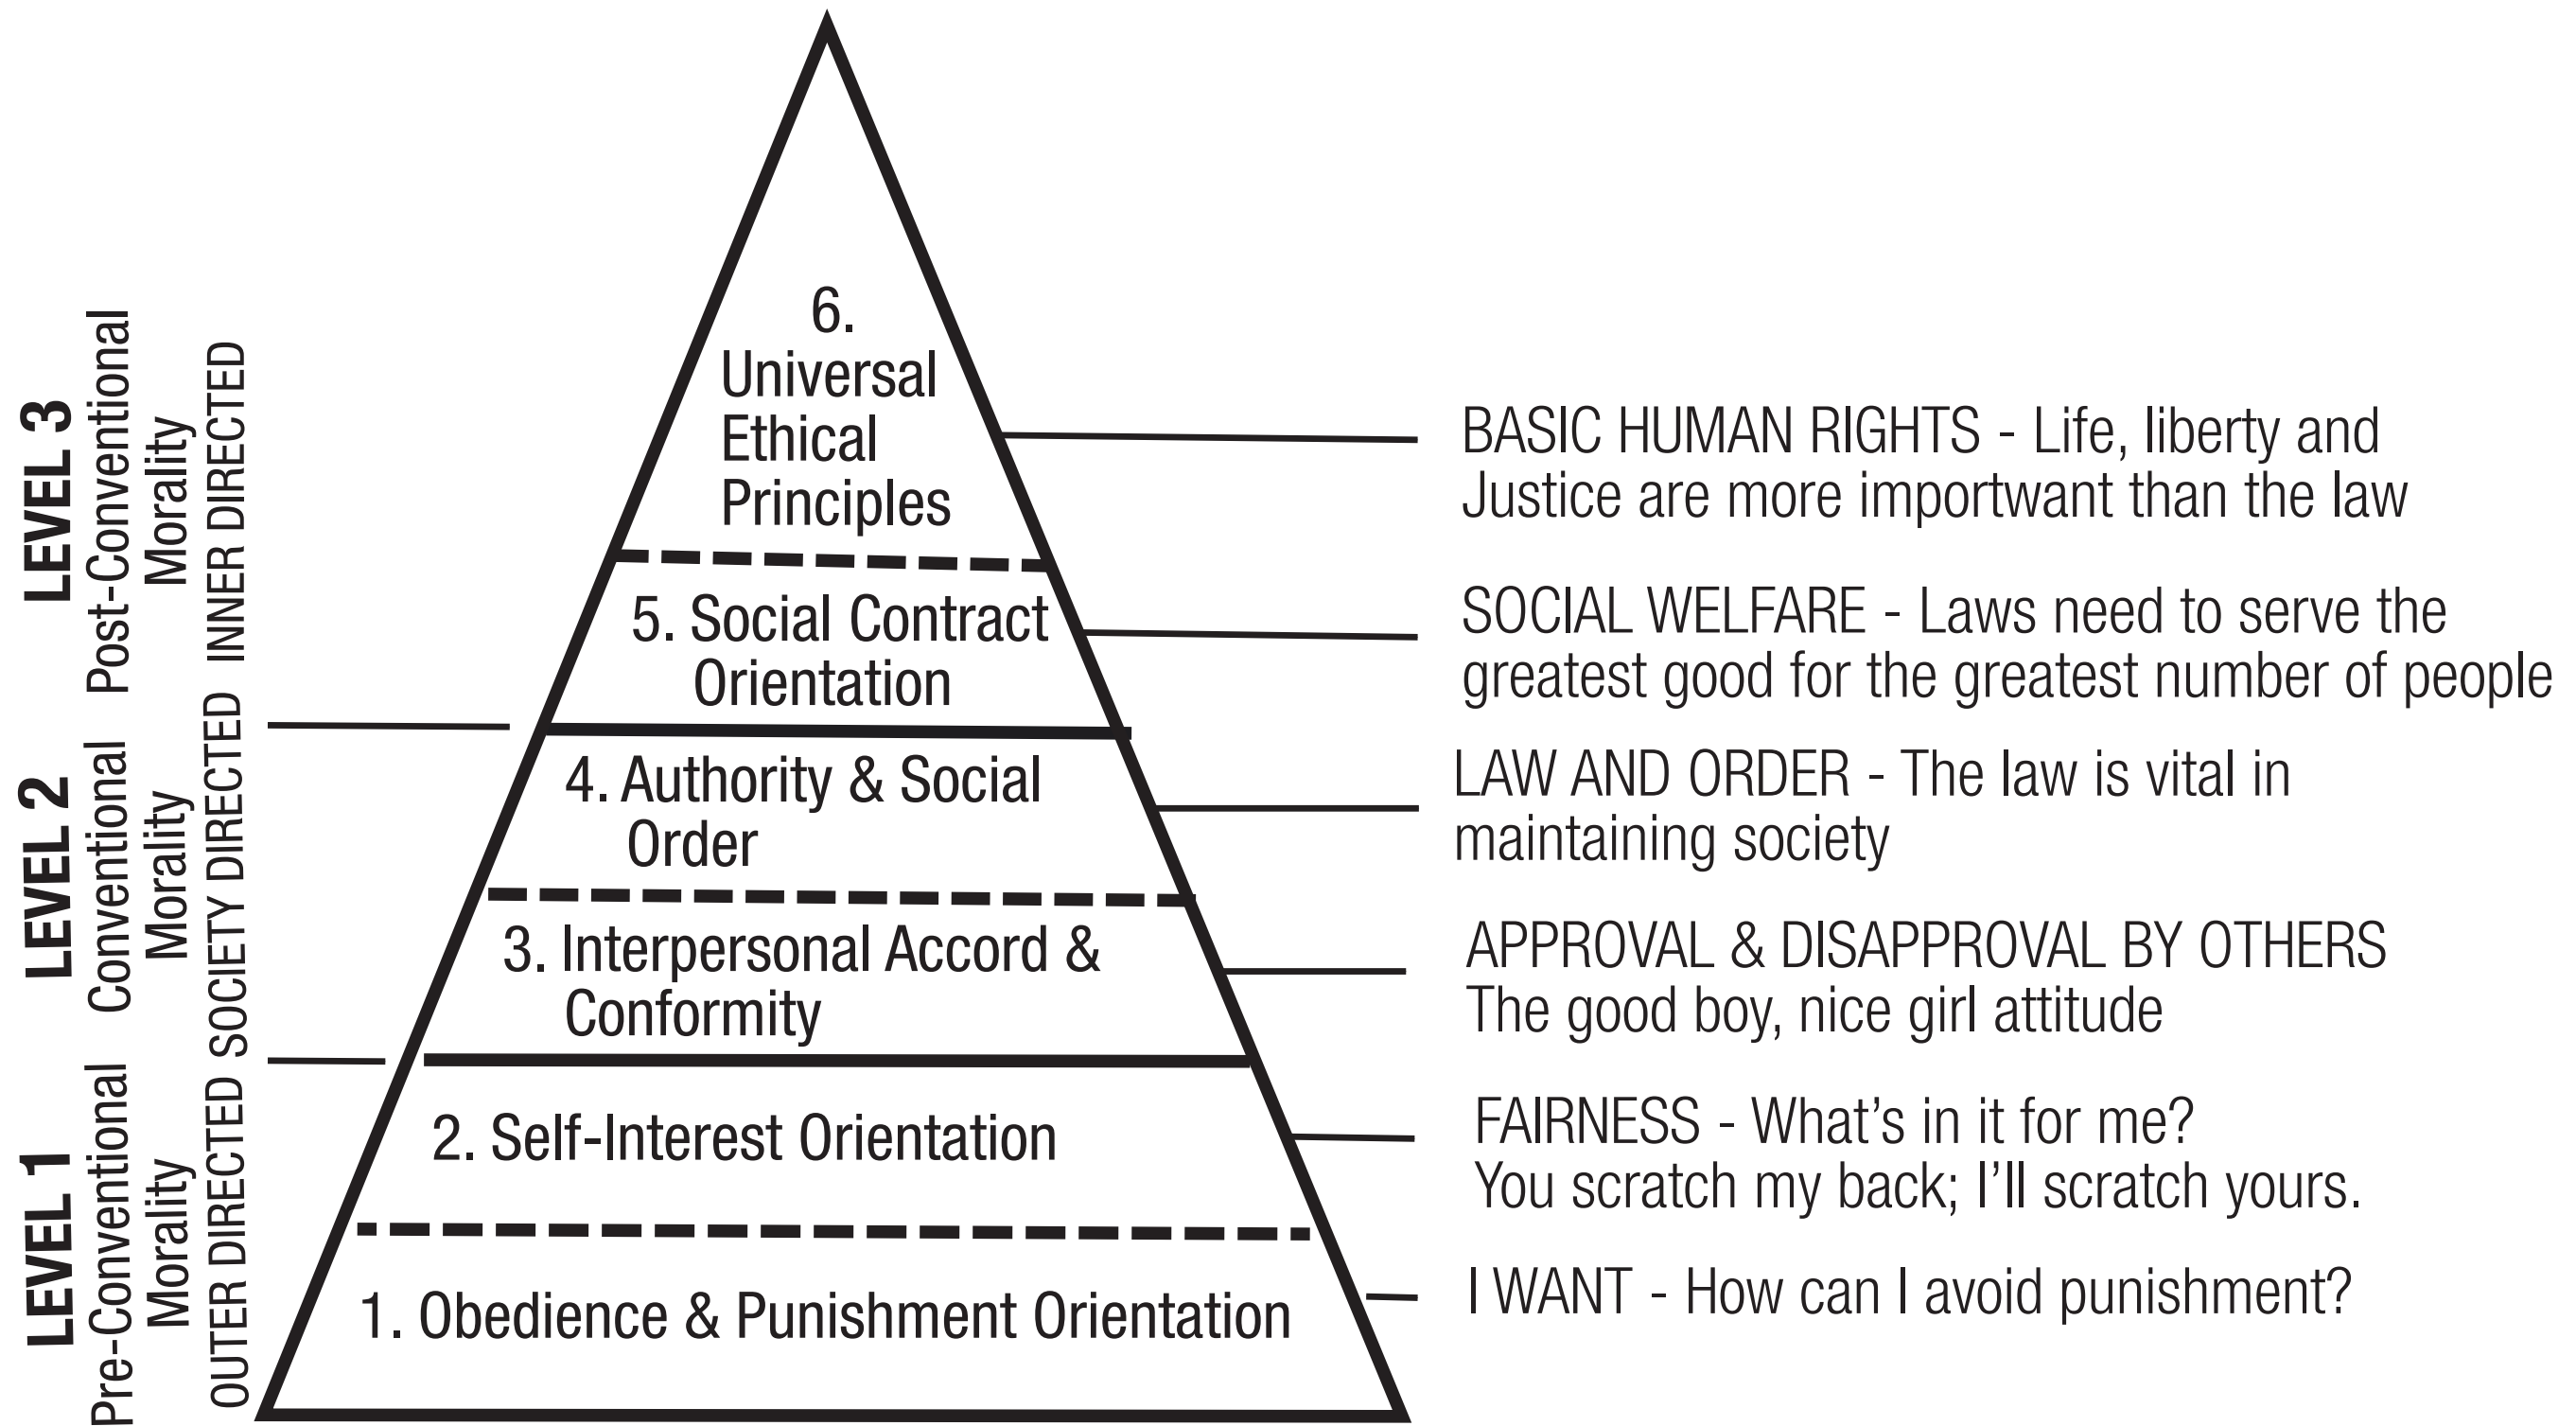 LEVEL 3
Post-Conventional
Morality
INNER DIRECTED
6.
Universal
Ethical
Principles
BASIC HUMAN RIGHTS - Life, liberty and
Justice are more importwant than the law
5. Social Contract
Orientation
SOCIAL WELFARE - Laws need to serve the
greatest good for the greatest number of people
LEVEL 2
Conventional
Morality
SOCIETY DIRECTED
4. Authority & Social
Order
LAW AND ORDER - The law is vital in
maintaining society
3. Interpersonal Accord &
Conformity
APPROVAL & DISAPPROVAL BY OTHERS
The good boy, nice girl attitude
LEVEL 1
Pre-Conventional
Morality
OUTER DIRECTED
2. Self-Interest Orientation
FAIRNESS - What's in it for me?
You scratch my back; I'll scratch yours.
1. Obedience & Punishment Orientation
I WANT - How can I avoid punishment?